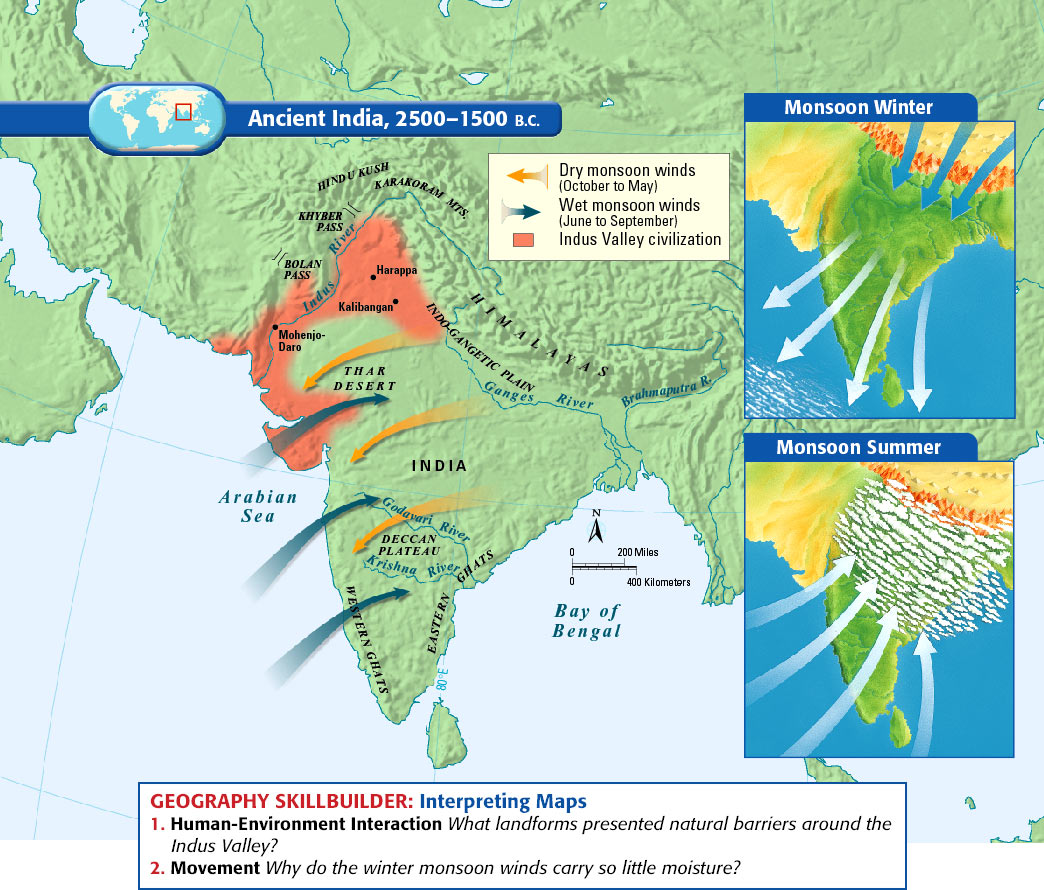 Ancient India, 2500–1500 B.C.
Monsoon Winter
Dry monsoon winds
(October to May)
Wet monsoon winds
(June to September)
Indus Valley civilization
HINDU KUSH
KARAKORAM MTS.
KHYBER
PASS
BOLAN
PASS
Indus River
Harappa
Kalibangan
Mohenjo-
Daro
HIMALAYAS
INDO-GANGETIC PLAIN
THAR
DESERT
Ganges River
Brahmaputra R.
Monsoon Summer
INDIA
Arabian
Sea
Godavari River
DECCAN
PLATEAU
Krishna River
WESTERN GHATS
EASTERN GHATS
80°E
N
0 200 Miles
0 400 Kilometers
Bay of
Bengal
GEOGRAPHY SKILLBUILDER: Interpreting Maps
1. Human-Environment Interaction What landforms presented natural barriers around the
Indus Valley?
2. Movement Why do the winter monsoon winds carry so little moisture?